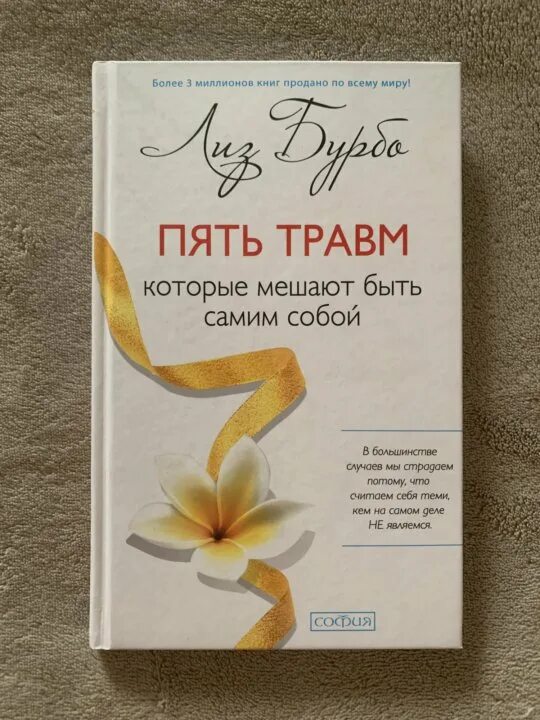 Более 3 миллионов книг продано по всему миру!
Лиз Бурбо
ПЯТЬ ТРАВМ
которые мешают быть
самим собой
В большинстве
случаев мы страдаем
потому, что
считаем себя теми,
кем на самом деле
НЕ являемся.
СОФИЯ